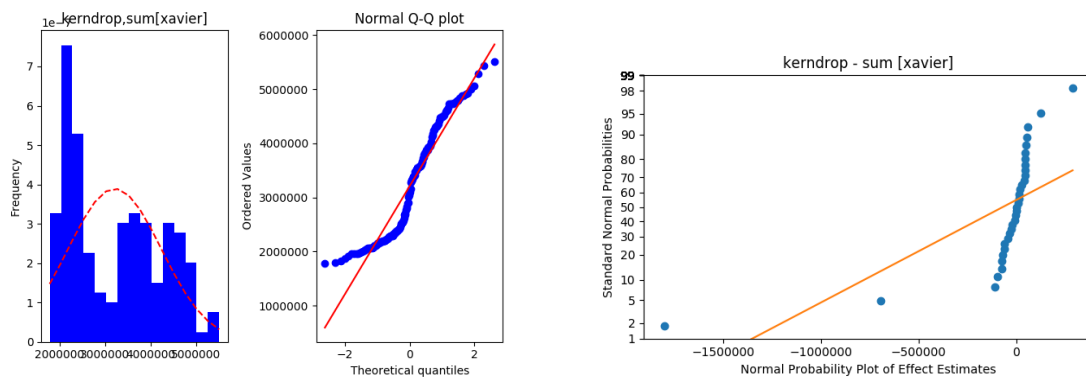 kerndrop,sum[xavier]
1e−7
7
6
5
4
3
2
1
0
Frequency
2000000 3000000 4000000 5000000
Normal Q-Q plot
6000000
5000000
4000000
3000000
2000000
1000000
Ordered Values
−2 0 2
Theoretical quantiles
kerndrop - sum [xavier]
99
98
95
90
80
70
60
50
40
30
20
10
5
2
1
Standard Normal Probabilities
−1500000 −1000000 −500000 0
Normal Probability Plot of Effect Estimates